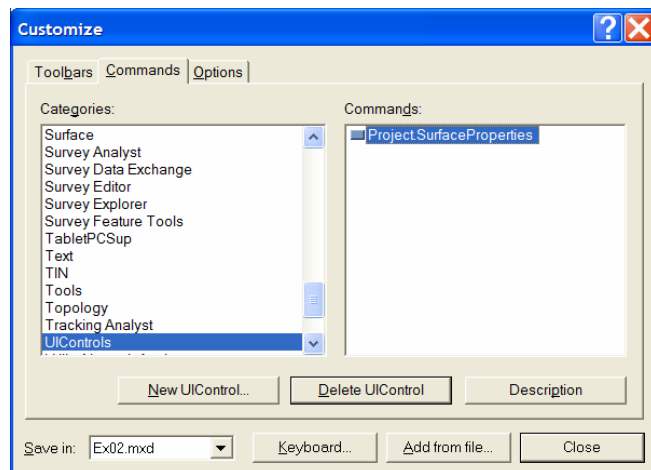 Customize
Toolbars Commands Options
Categories: Commands:
Surface Project.SurfaceProperties
Survey Analyst
Survey Data Exchange
Survey Editor
Survey Explorer
Survey Feature Tools
TabletPCSup
Text
TIN
Tools
Topology
Tracking Analyst
UIControls
New UIControl... Delete UIControl Description
Save in: Ex02.mxd Keyboard... Add from file... Close